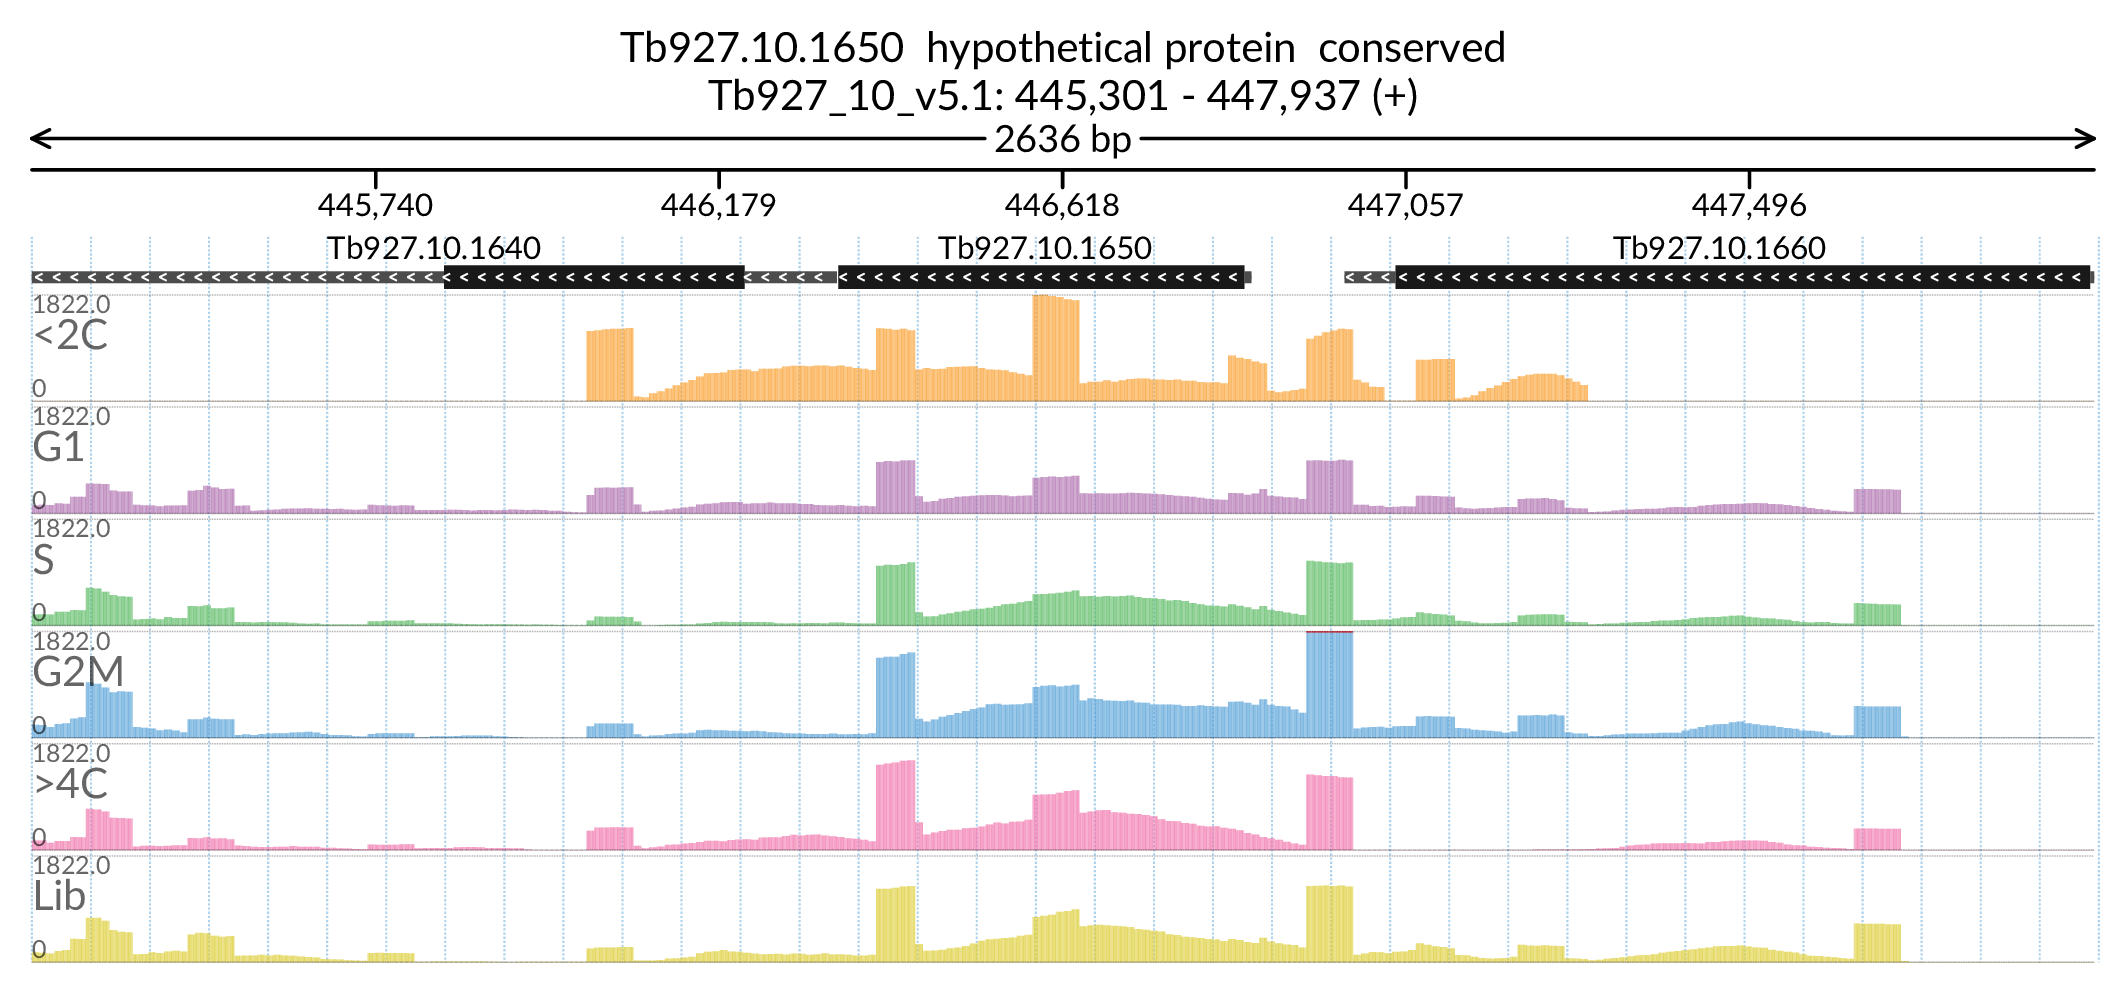 Tb927.10.1650  hypothetical protein  conserved
Tb927_10_v5.1: 445,301 - 447,937 (+)
2636 bp
445,740 446,179 446,618 447,057 447,496
Tb927.10.1640 Tb927.10.1650 Tb927.10.1660
1822.0
<2C
0
1822.0
G1
0
1822.0
S
0
1822.0
G2M
0
1822.0
>4C
0
1822.0
Lib
0